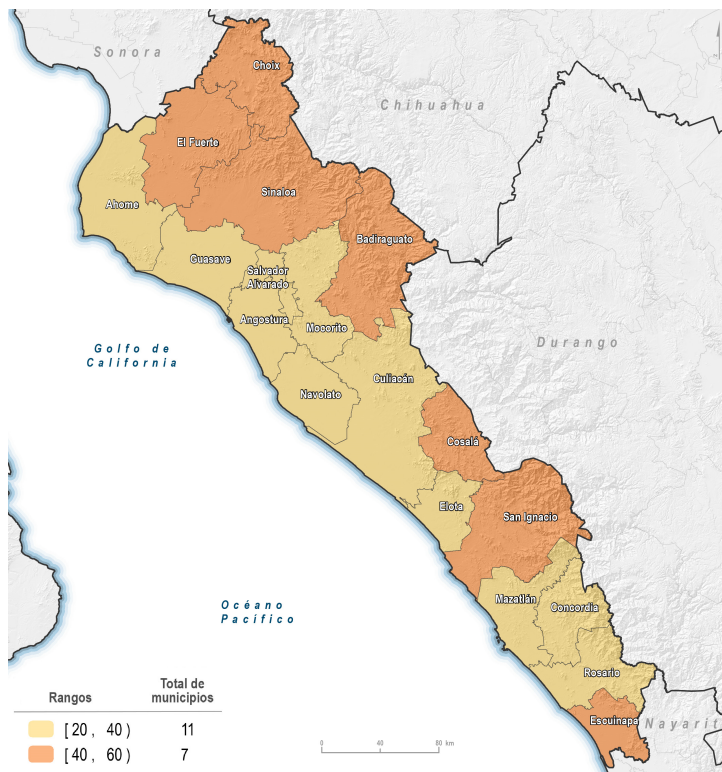 Sonora
Choix
Chihuahua
El Fuerte
Sinaloa
Ahome
Badiraguato
Guasave
Salvador
Alvarado
Angostura
Mocorito
Golfo de
California
Durango
Culiacán
Navolato
Cosalá
Elota
San Ignacio
Mazatlán
Concordia
Océano
Pacífico
Rosario
Escuinapa
Nayarit
Rangos Total de
municipios
[ 20 , 40 ) 11
[ 40 , 60 ) 7
0 40 80 km